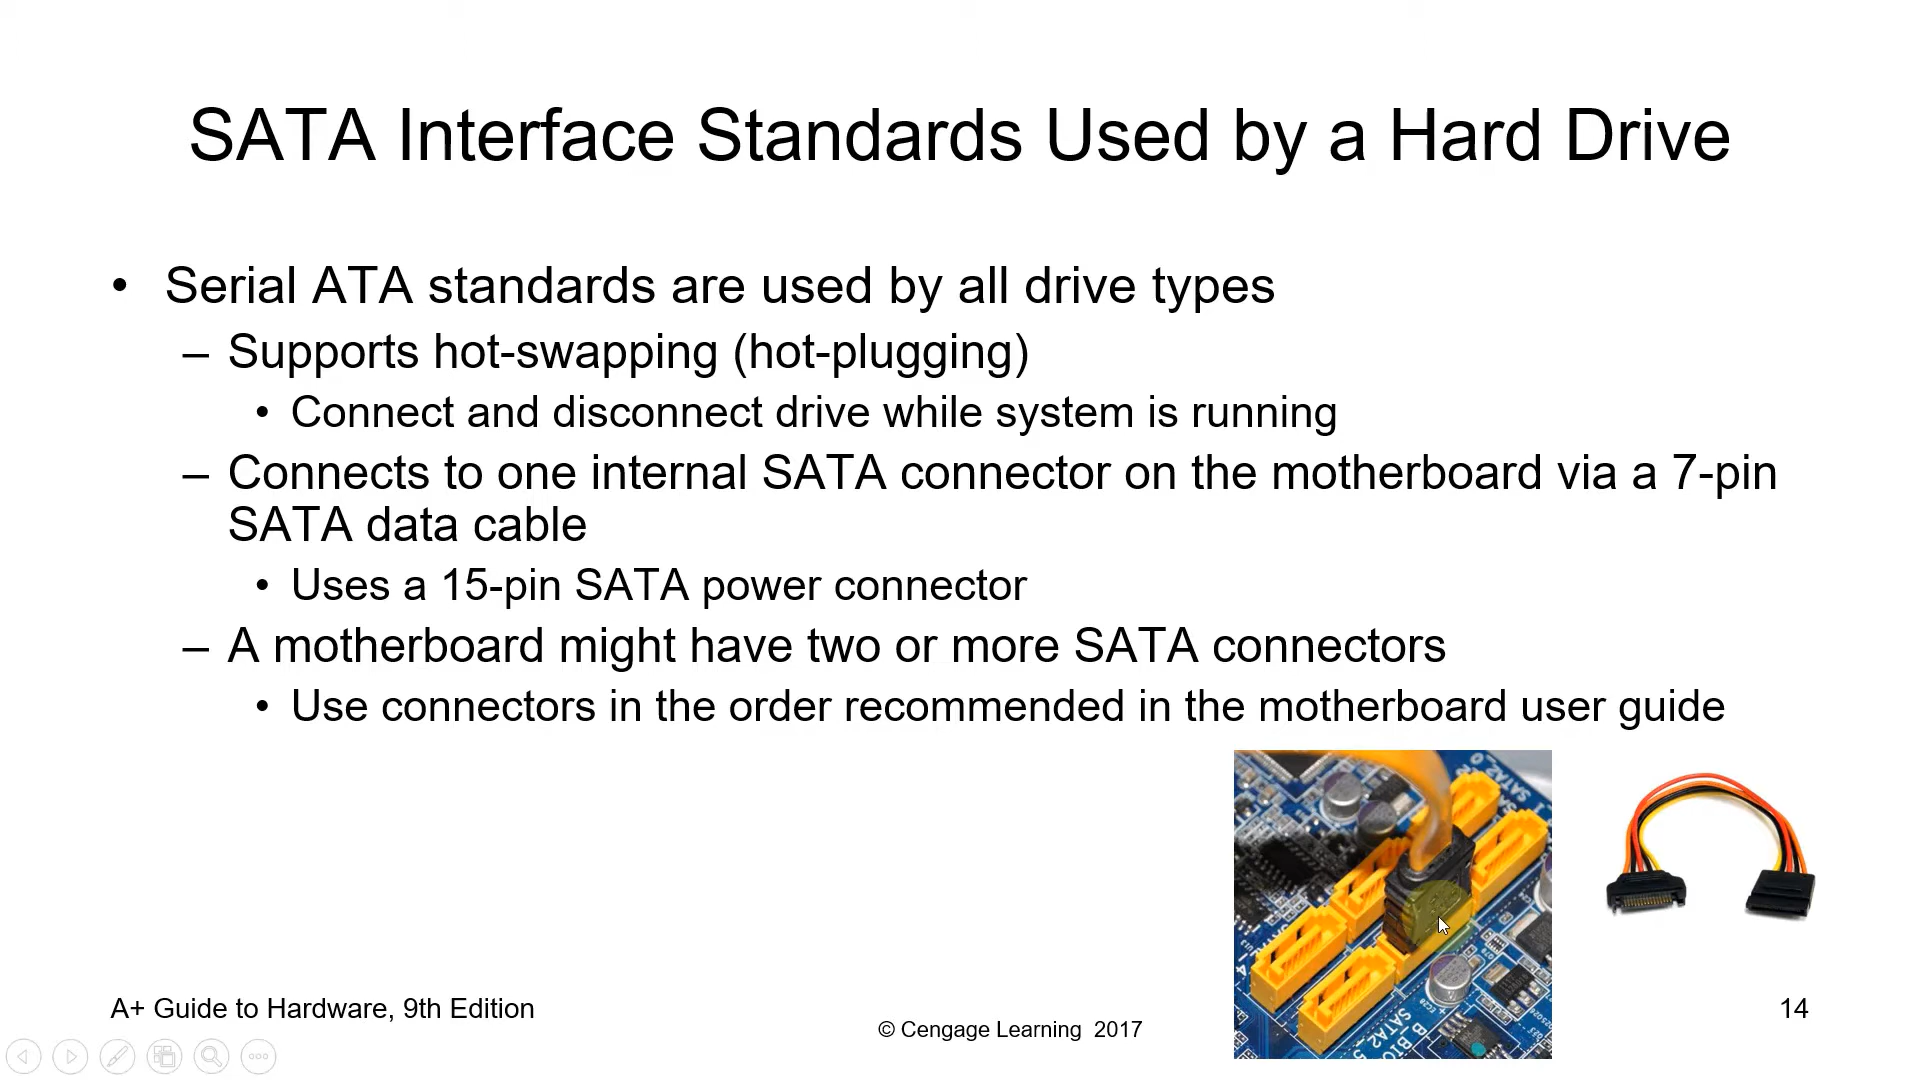 SATA Interface Standards Used by a Hard Drive
• Serial ATA standards are used by all drive types
– Supports hot-swapping (hot-plugging)
• Connect and disconnect drive while system is running
– Connects to one internal SATA connector on the motherboard via a 7-pin
SATA data cable
• Uses a 15-pin SATA power connector
– A motherboard might have two or more SATA connectors
• Use connectors in the order recommended in the motherboard user guide
SATA2_0
SATA2_5
A+ Guide to Hardware, 9th Edition
© Cengage Learning 2017
14